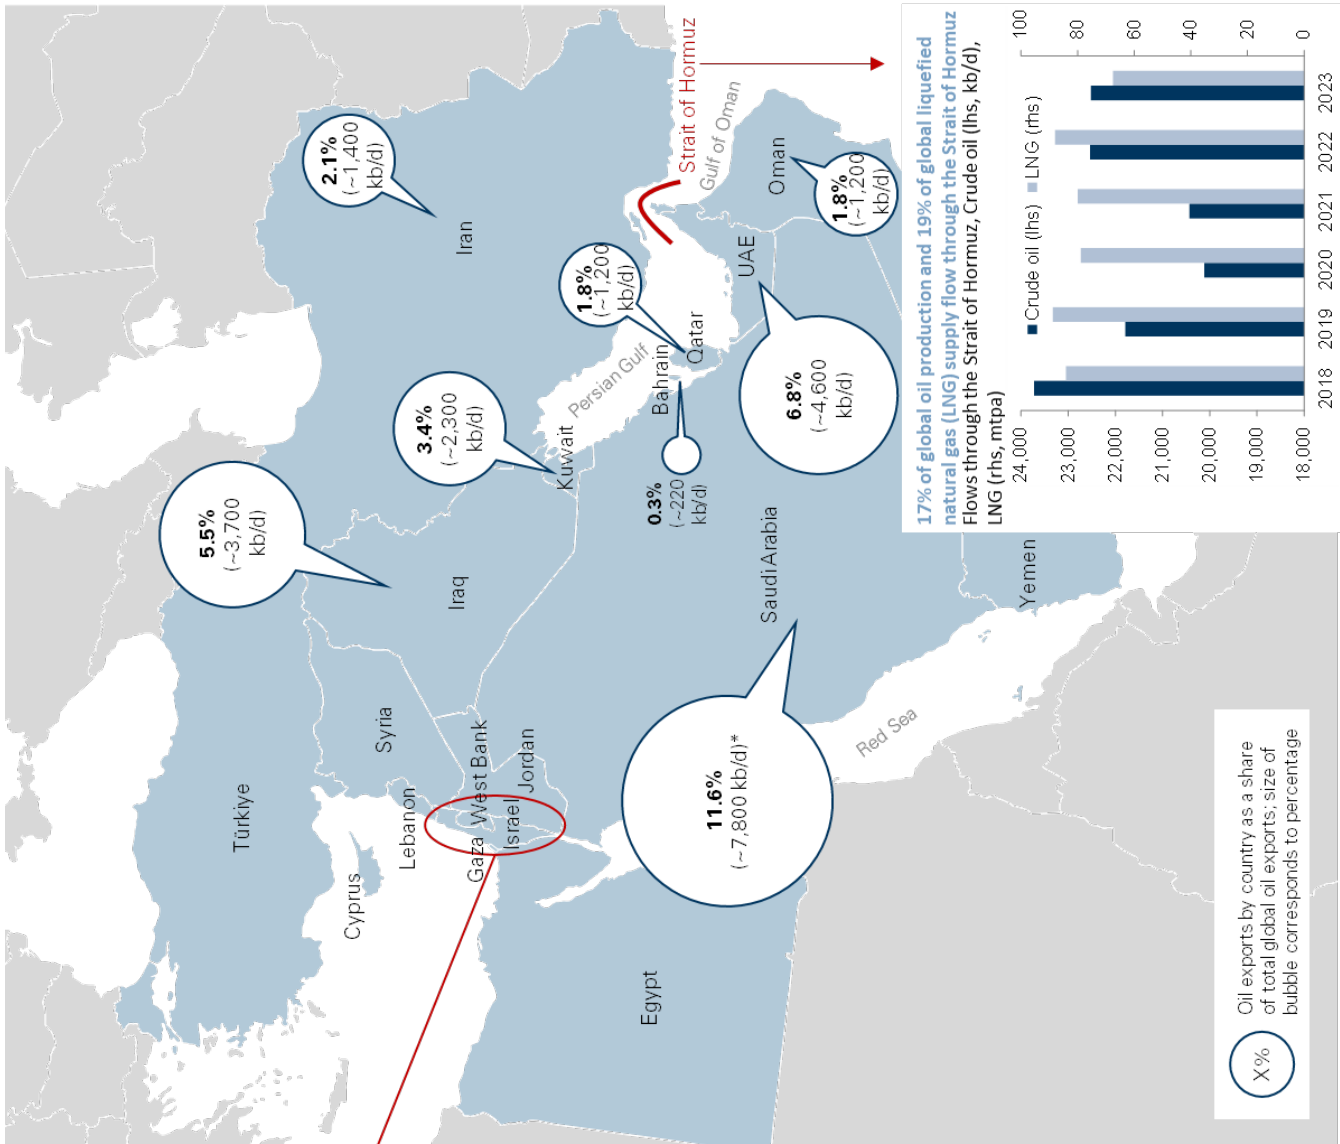 Türkiye
Cyprus
Syria
Lebanon
West Bank
Gaza
Israel
Jordan
Egypt
Iraq
Iran
Kuwait
Persian Gulf
Bahrain
Qatar
UAE
Oman
Gulf of Oman
Strait of Hormuz
Saudi Arabia
Yemen
Red Sea
5.5%
(~3,700
kb/d)
3.4%
(~2,300
kb/d)
2.1%
(~1,400
kb/d)
1.8%
(~1,200
kb/d)
0.3%
(~220
kb/d)
6.8%
(~4,600
kb/d)
1.8%
(~1,200
kb/d)
11.6%
(~7,800 kb/d)*
X%
Oil exports by country as a share
of total global oil exports; size of
bubble corresponds to percentage
17% of global oil production and 19% of global liquefied
natural gas (LNG) supply flow through the Strait of Hormuz
Flows through the Strait of Hormuz, Crude oil (lhs, kb/d),
LNG (rhs, mtpa)
Crude oil (lhs)
LNG (rhs)
24,000
23,000
22,000
21,000
20,000
19,000
18,000
100
80
60
40
20
0
2018
2019
2020
2021
2022
2023